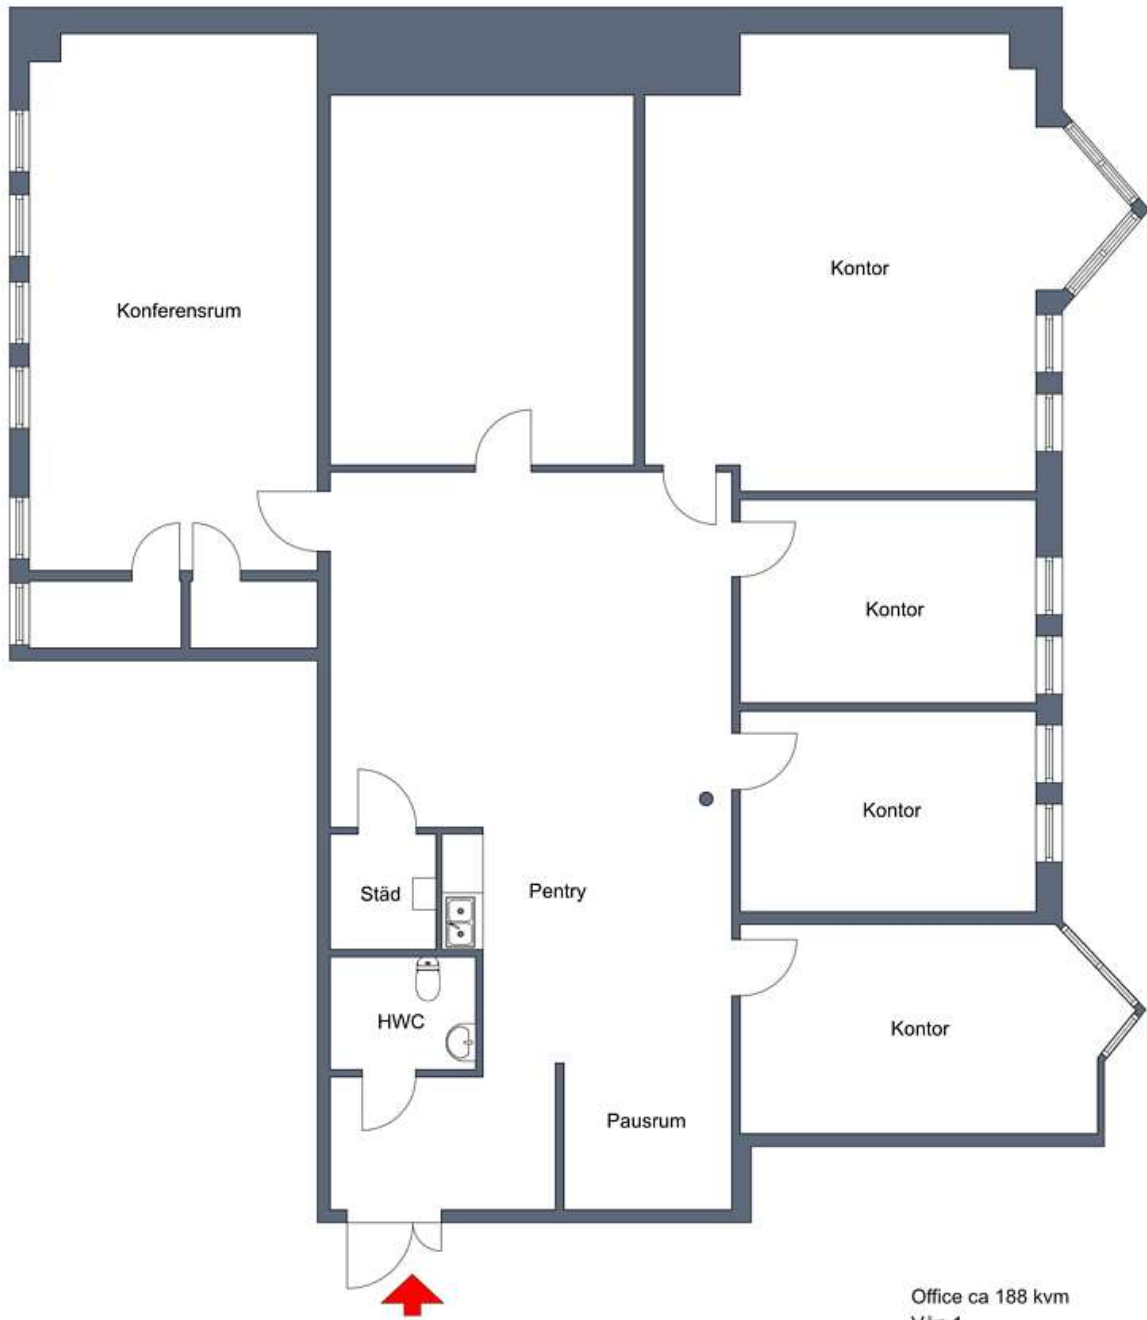 Kontor
Konferensrum
Kontor
Kontor
Städ
Pentry
HWC
Kontor
Pausrum
Office ca 188 kvm